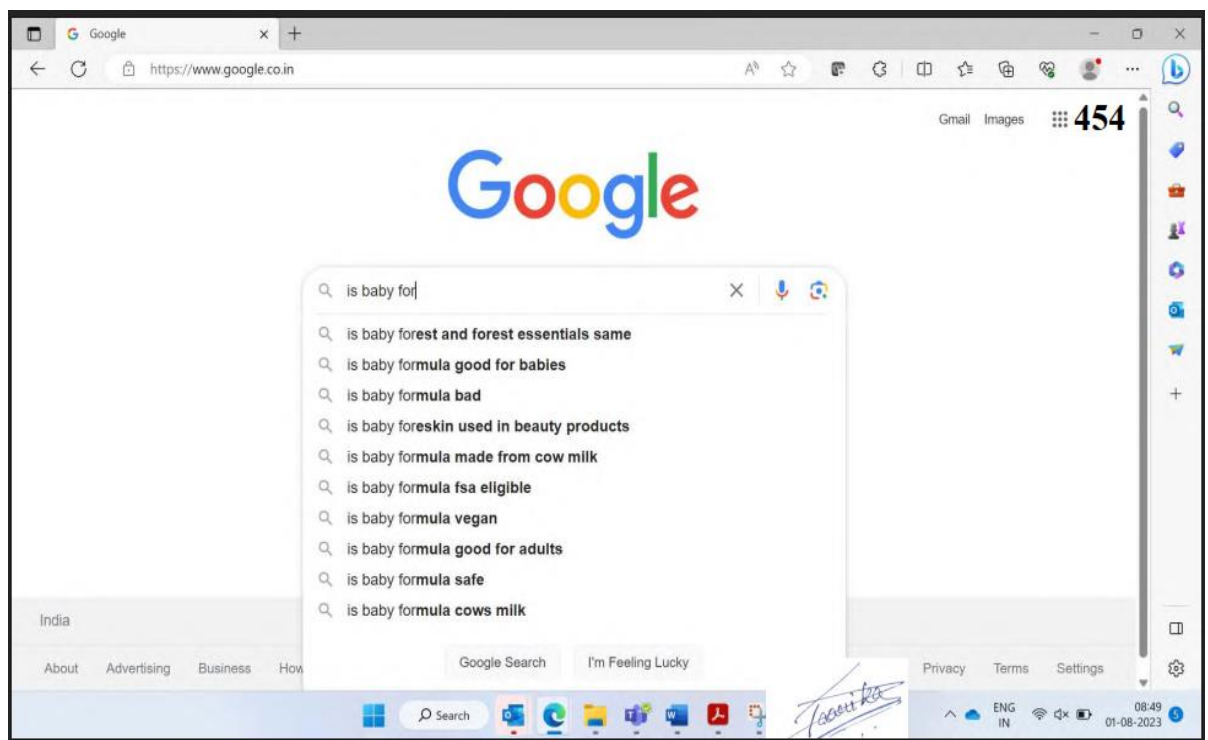 Google
https://www.google.co.in
Gmail Images 454
Google
is baby for
is baby forest and forest essentials same
is baby formula good for babies
is baby formula bad
is baby foreskin used in beauty products
is baby formula made from cow milk
is baby formula fsa eligible
is baby formula vegan
is baby formula good for adults
is baby formula safe
is baby formula cows milk
Google Search I'm Feeling Lucky
India
About Advertising Business How
Privacy Terms Settings
Search
ENG
IN
08:49
01-08-2023
5